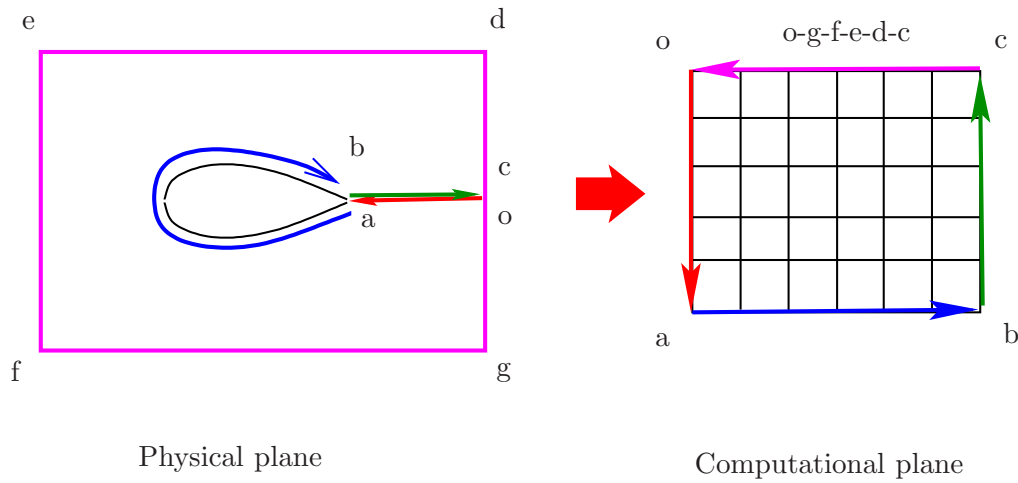 e
d
b
c
a
o
f
g
Physical plane
o
o-g-f-e-d-c
c
a
b
Computational plane